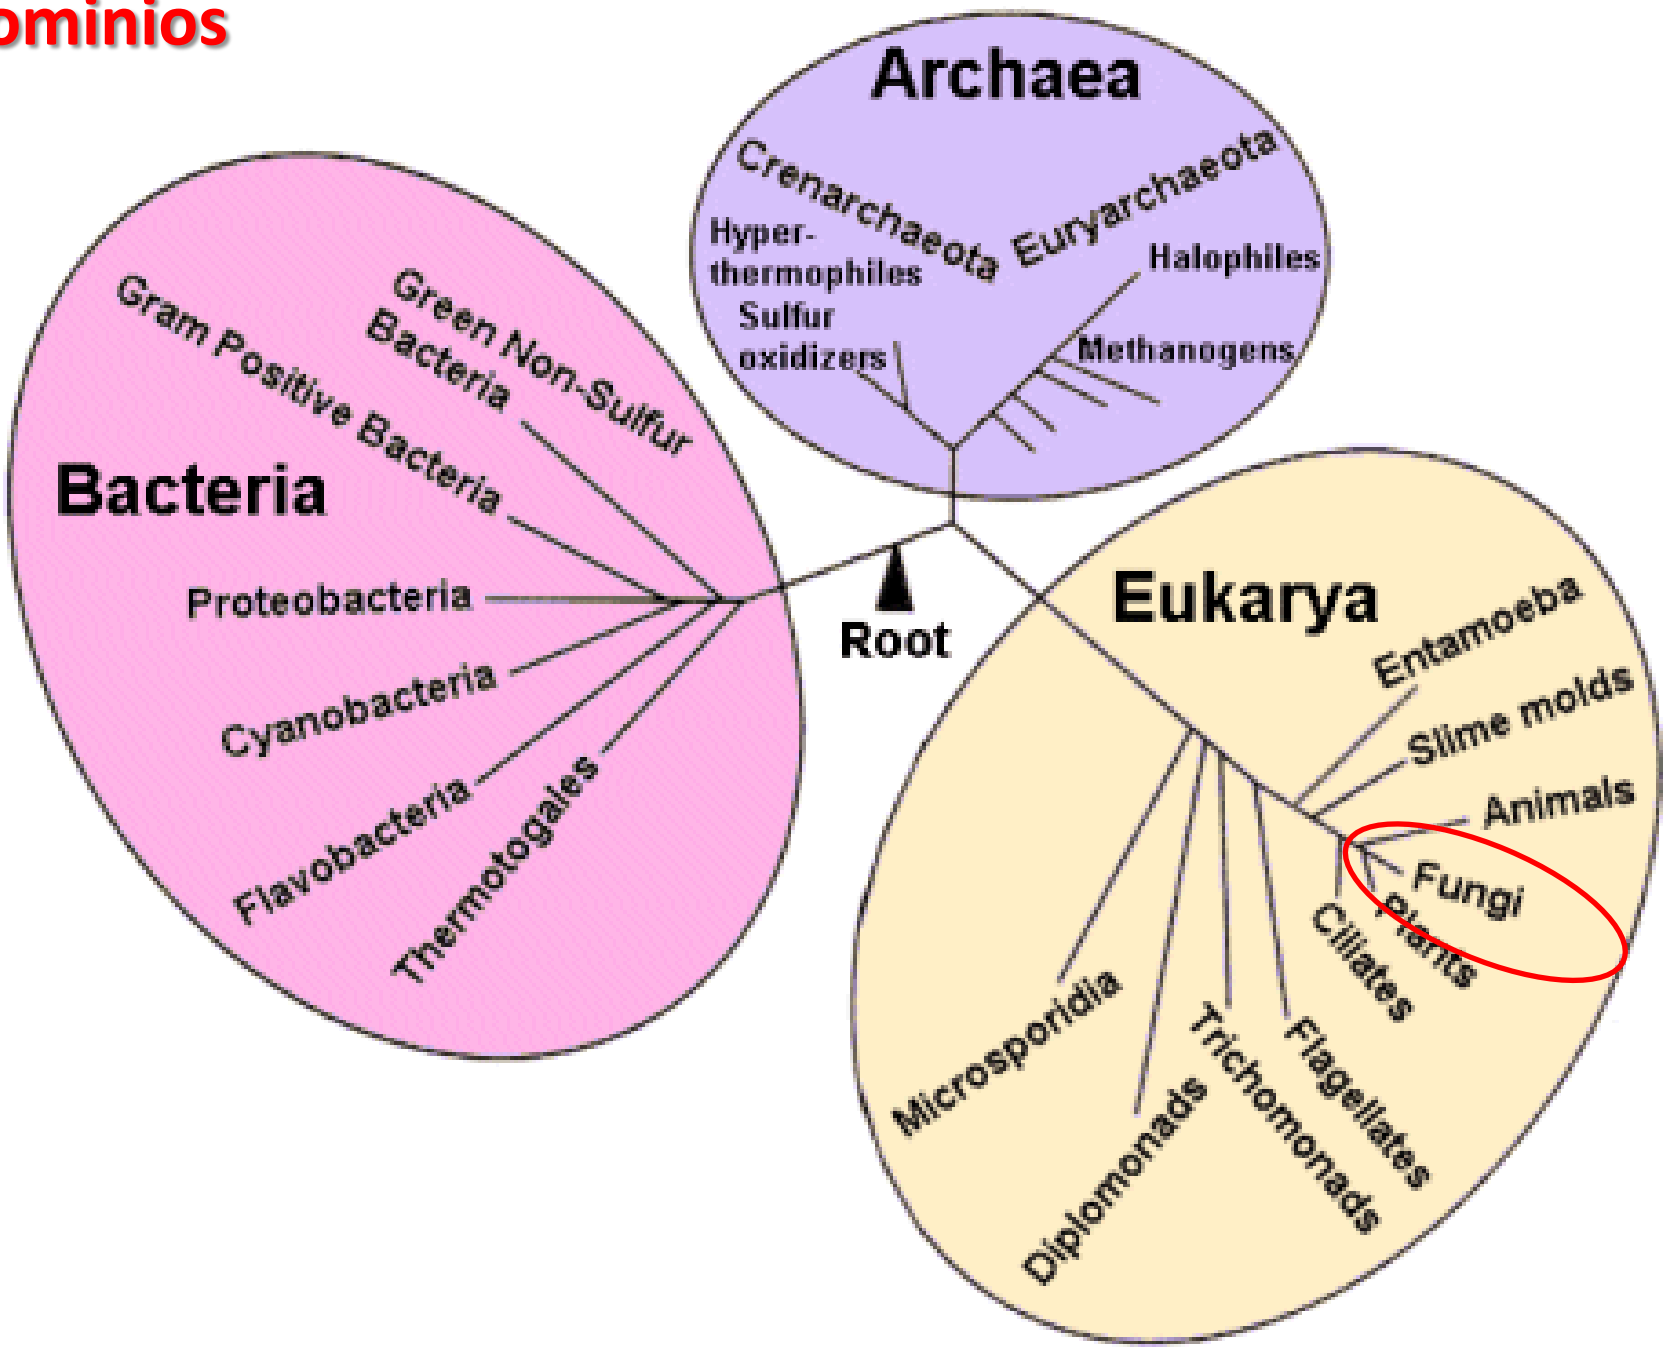 ominios
Archaea
Crenarchaeota
Euryarchaeota
Hyper-
thermophiles
Sulfur
oxidizers
Halophiles
Methanogens
Bacteria
Green Non-Sulfur
Bacteria
Gram Positive Bacteria
Proteobacteria
Cyanobacteria
Flavobacteria
Thermotogales
Root
Eukarya
Entamoeba
Slime molds
Animals
Fungi
Plants
Ciliates
Flagellates
Trichomonads
Diplomonads
Microsporidia